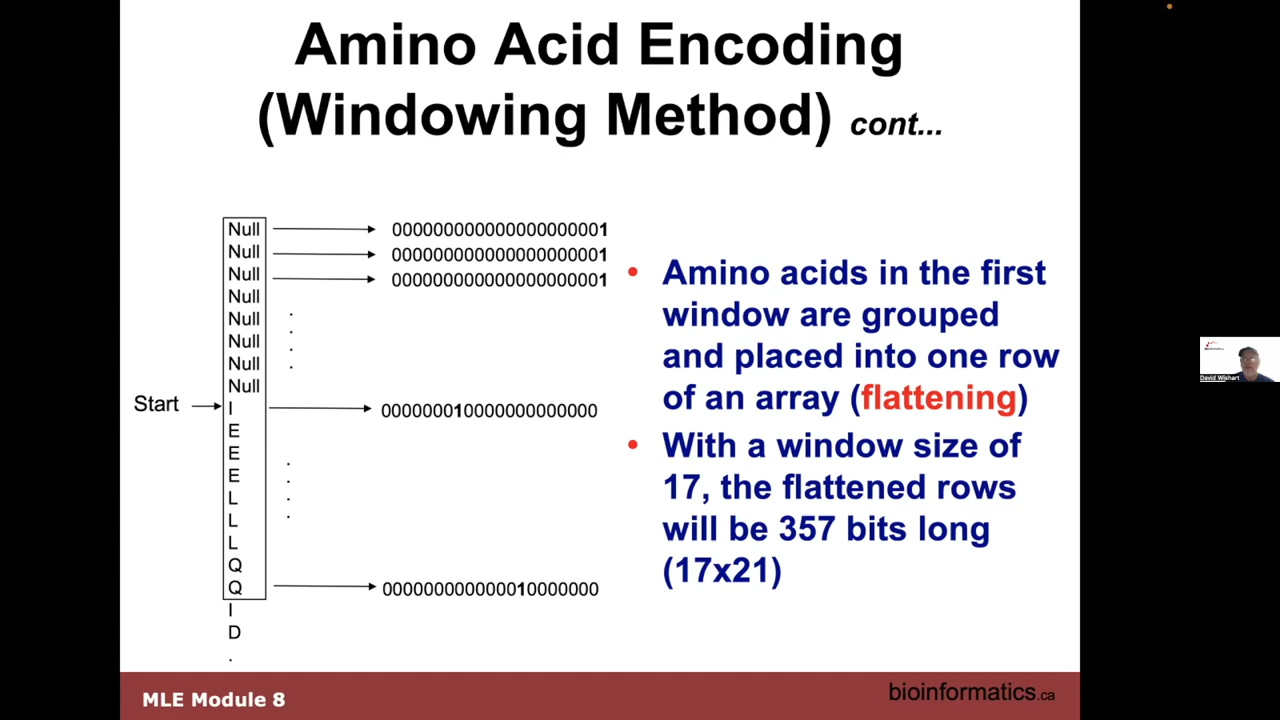 Amino Acid Encoding
(Windowing Method) cont...
Null 000000000000000000001
Null 000000000000000000001
Null 000000000000000000001
Null
Null
Null
Null
Null
Start I 000000010000000000000
E
E
E
L
L
L
Q
Q 000000000000010000000
I
D
.
• Amino acids in the first
window are grouped
and placed into one row
of an array (flattening)
• With a window size of
17, the flattened rows
will be 357 bits long
(17x21)
David Wishart
MLE Module 8
bioinformatics.ca